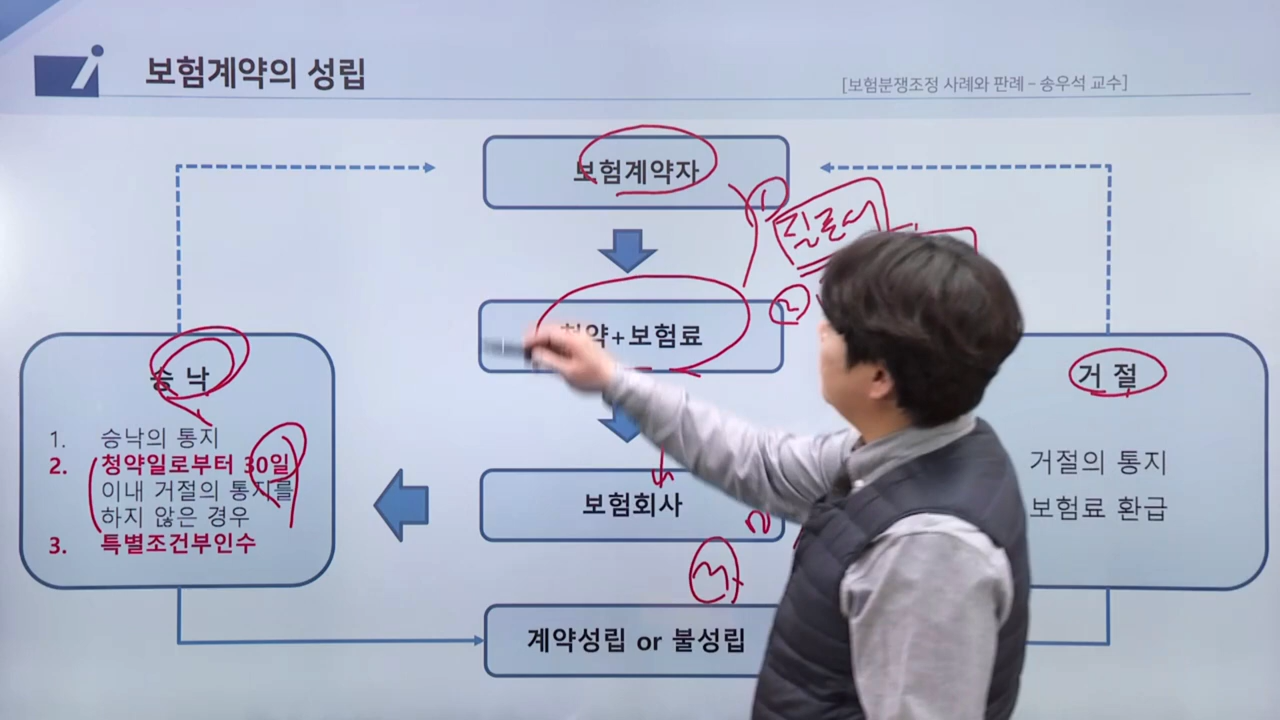 보험계약의 성립
[보험분쟁조정 사례와 판례 – 송우석 교수]
보험계약자
①
질문서
②
청약+보험료
승 낙
1. 승낙의 통지
2. 청약일로부터 30일
이내 거절의 통지를
하지 않은 경우
3. 특별조건부인수
보험회사
거 절
거절의 통지
보험료 환급
계약성립 or 불성립